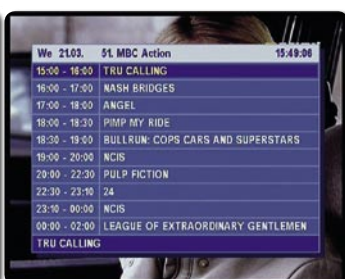 We 21.03. 51. MBC Action 15:49:06
15:00 - 16:00 TRU CALLING
16:00 - 17:00 NASH BRIDGES
17:00 - 18:00 ANGEL
18:00 - 18:30 PIMP MY RIDE
18:30 - 19:00 BULLRUN: COPS CARS AND SUPERSTARS
19:00 - 20:00 NCIS
20:00 - 22:30 PULP FICTION
22:30 - 23:10 24
23:10 - 00:00 NCIS
00:00 - 02:00 LEAGUE OF EXTRAORDINARY GENTLEMEN
TRU CALLING